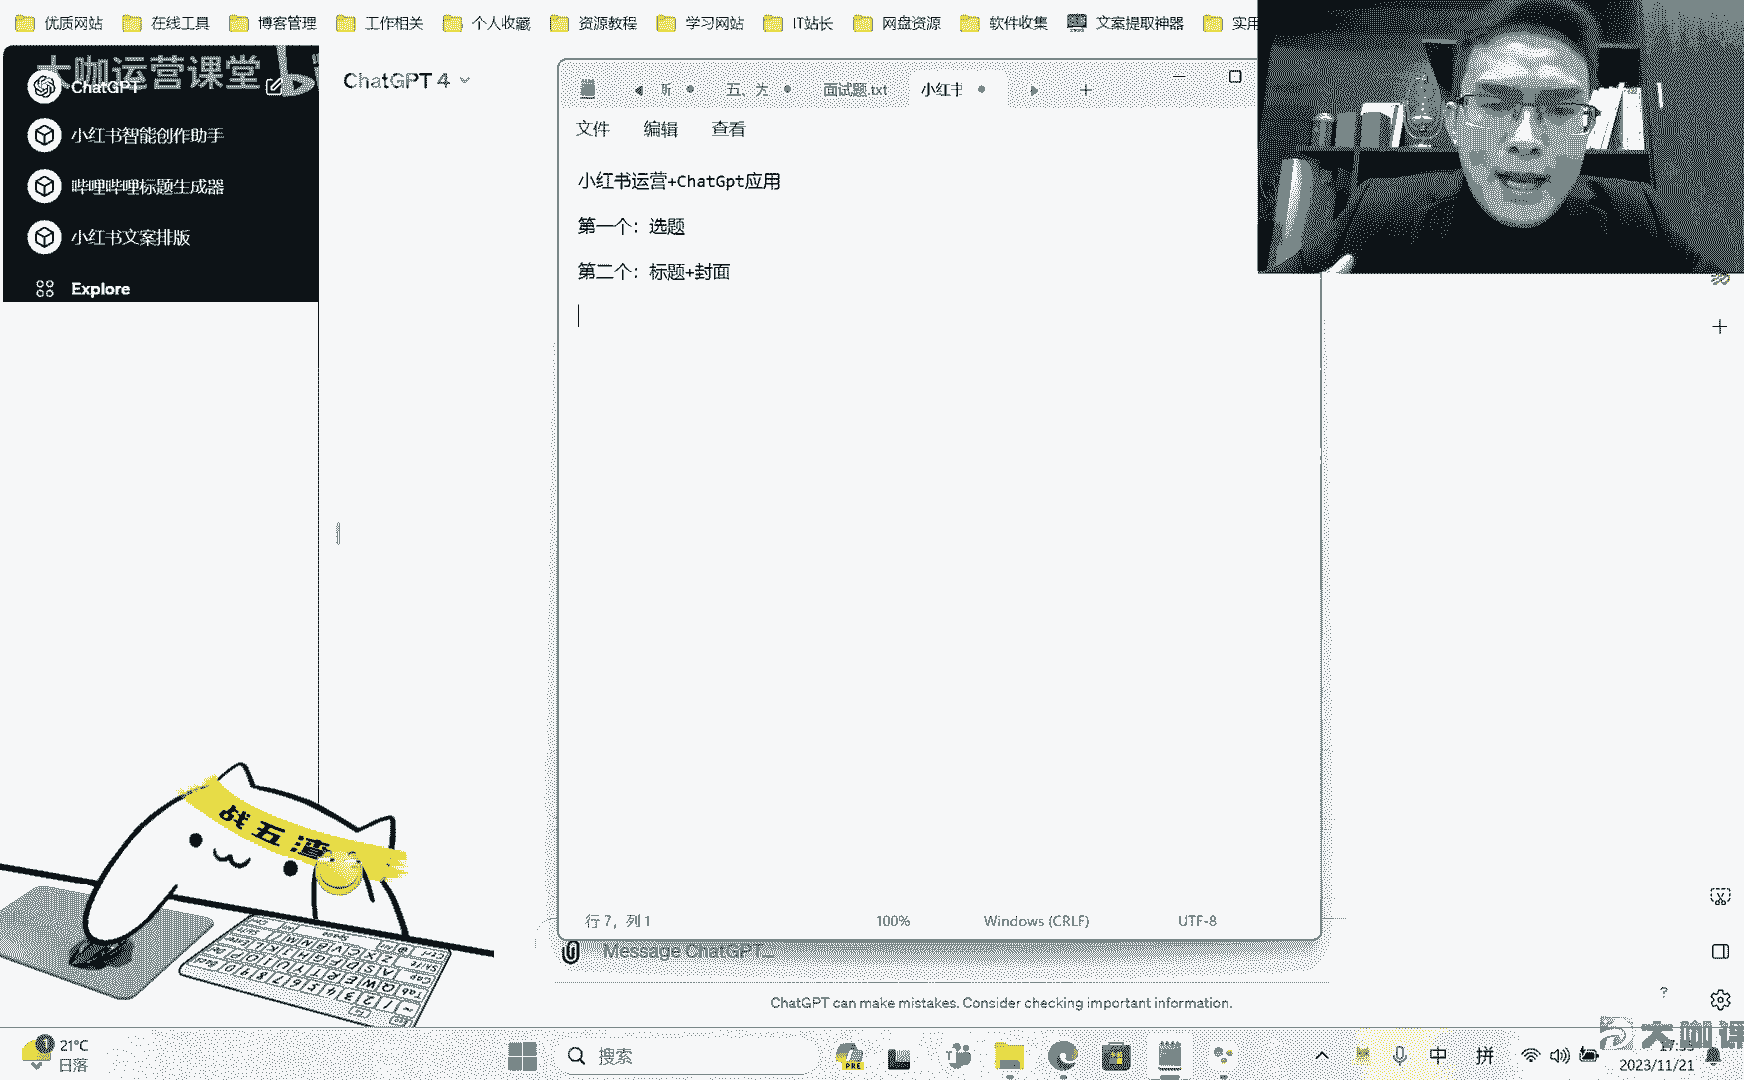 优质网站 在线工具 博客管理 工作相关 个人收藏 资源教程 学习网站 IT站长 网盘资源 软件收集 文案提取神器 实用
大咖运营课堂
ChatGPT
小红书智能创作助手
哔哩哔哩标题生成器
小红书文案排版
Explore
ChatGPT 4
五、为 面试题.txt 小红书
文件 编辑 查看
小红书运营+ChatGpt应用
第一个：选题
第二个：标题+封面
战五渣
行 7，列 1 100% Windows (CRLF) UTF-8
Message ChatGPT...
ChatGPT can make mistakes. Consider checking important information.
?
大咖课
21°C
日落
搜索
PRE
中 拼
2023/11/21